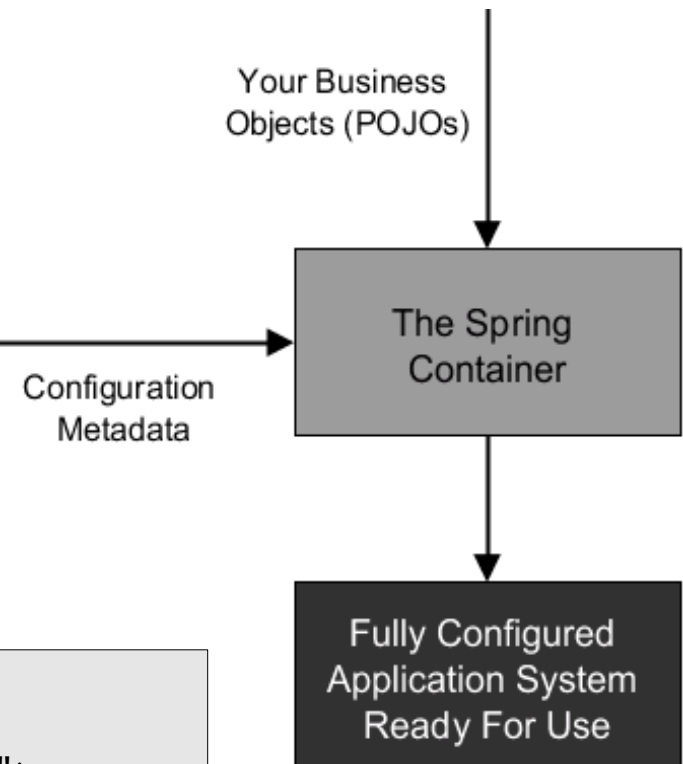 Your Business
Objects (POJOs)
The Spring
Container
Configuration
Metadata
Fully Configured
Application System
Ready For Use
">